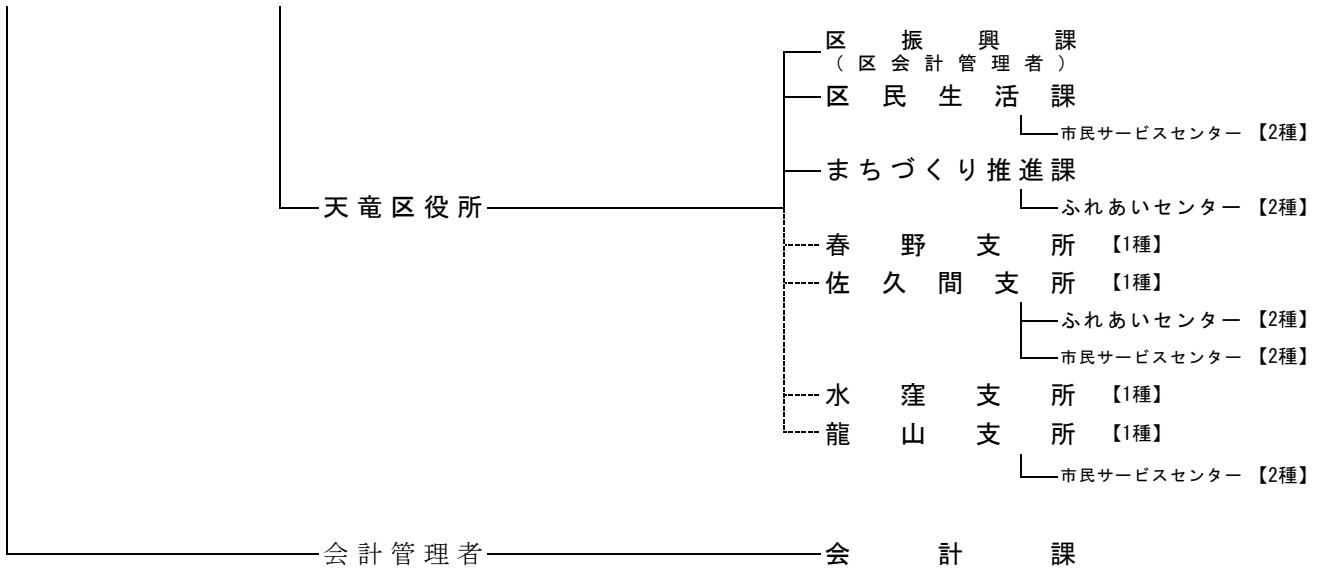 区振興課
(区会計管理者)
区民生活課
市民サービスセンター【2種】
まちづくり推進課
天竜区役所
ふれあいセンター【2種】
春野支所【1種】
佐久間支所【1種】
ふれあいセンター【2種】
市民サービスセンター【2種】
水窪支所【1種】
龍山支所【1種】
市民サービスセンター【2種】
会計管理者
会計課